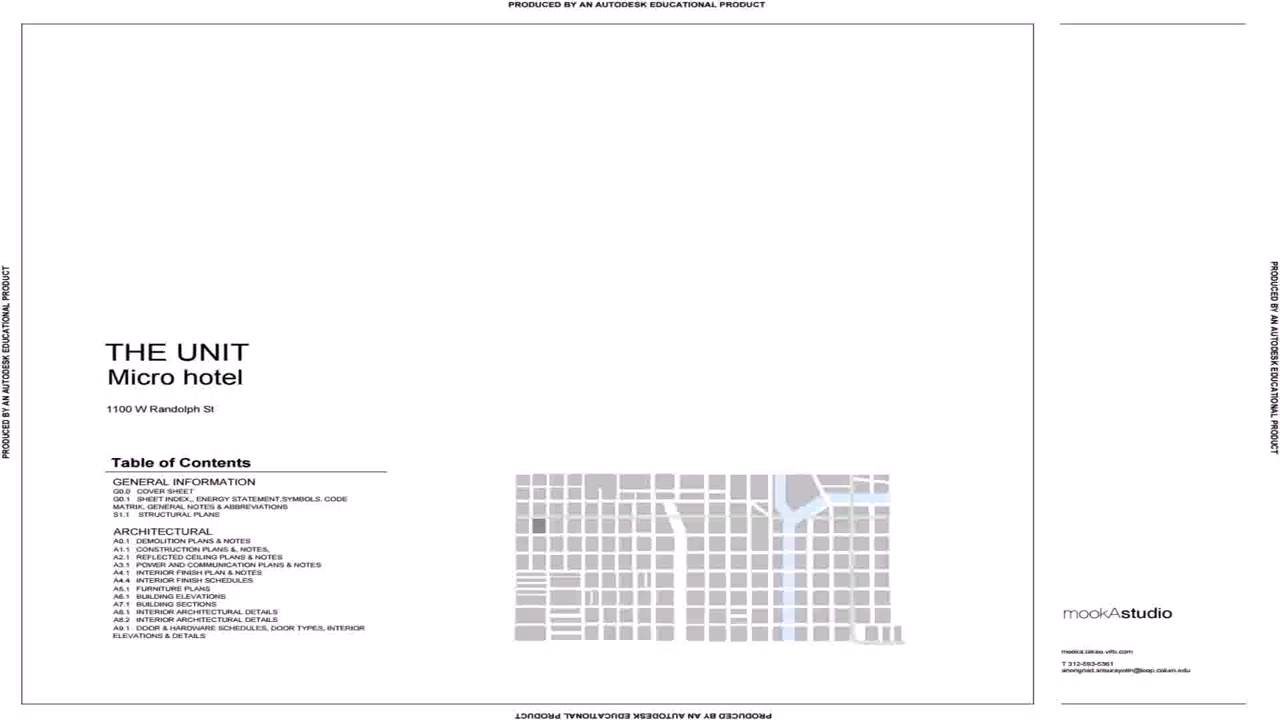 PRODUCED BY AN AUTODESK EDUCATIONAL PRODUCT
PRODUCED BY AN AUTODESK EDUCATIONAL PRODUCT
THE UNIT
Micro hotel
1100 W Randolph St
Table of Contents
GENERAL INFORMATION
G0.0 COVER SHEET
G0.1 SHEET INDEX,, ENERGY STATEMENT,SYMBOLS, CODE
MATRIX, GENERAL NOTES & ABBREVIATIONS
S1.1 STRUCTURAL PLANS
ARCHITECTURAL
A0.1 DEMOLITION PLANS & NOTES
A1.1 CONSTRUCTION PLANS &, NOTES,
A2.1 REFLECTED CEILING PLANS & NOTES
A3.1 POWER AND COMMUNICATION PLANS & NOTES
A4.1 INTERIOR FINISH PLAN & NOTES
A4.4 INTERIOR FINISH SCHEDULES
A5.1 FURNITURE PLANS
A6.1 BUILDING ELEVATIONS
A7.1 BUILDING SECTIONS
A8.1 INTERIOR ARCHITECTURAL DETAILS
A8.2 INTERIOR ARCHITECTURAL DETAILS
A9.1 DOOR & HARDWARE SCHEDULES, DOOR TYPES, INTERIOR
ELEVATIONS & DETAILS
mookAstudio
PRODUCED BY AN AUTODESK EDUCATIONAL PRODUCT
PRODUCED BY AN AUTODESK EDUCATIONAL PRODUCT